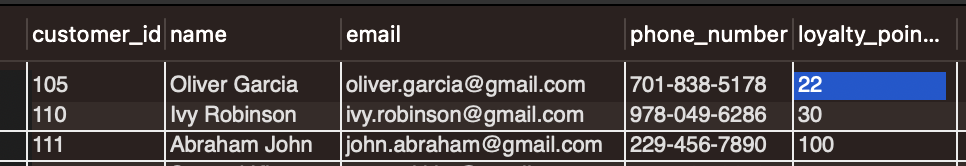 customer_id name email phone_number loyalty_poin...
105 Oliver Garcia oliver.garcia@gmail.com 701-838-5178 22
110 Ivy Robinson ivy.robinson@gmail.com 978-049-6286 30
111 Abraham John john.abraham@gmail.com 229-456-7890 100